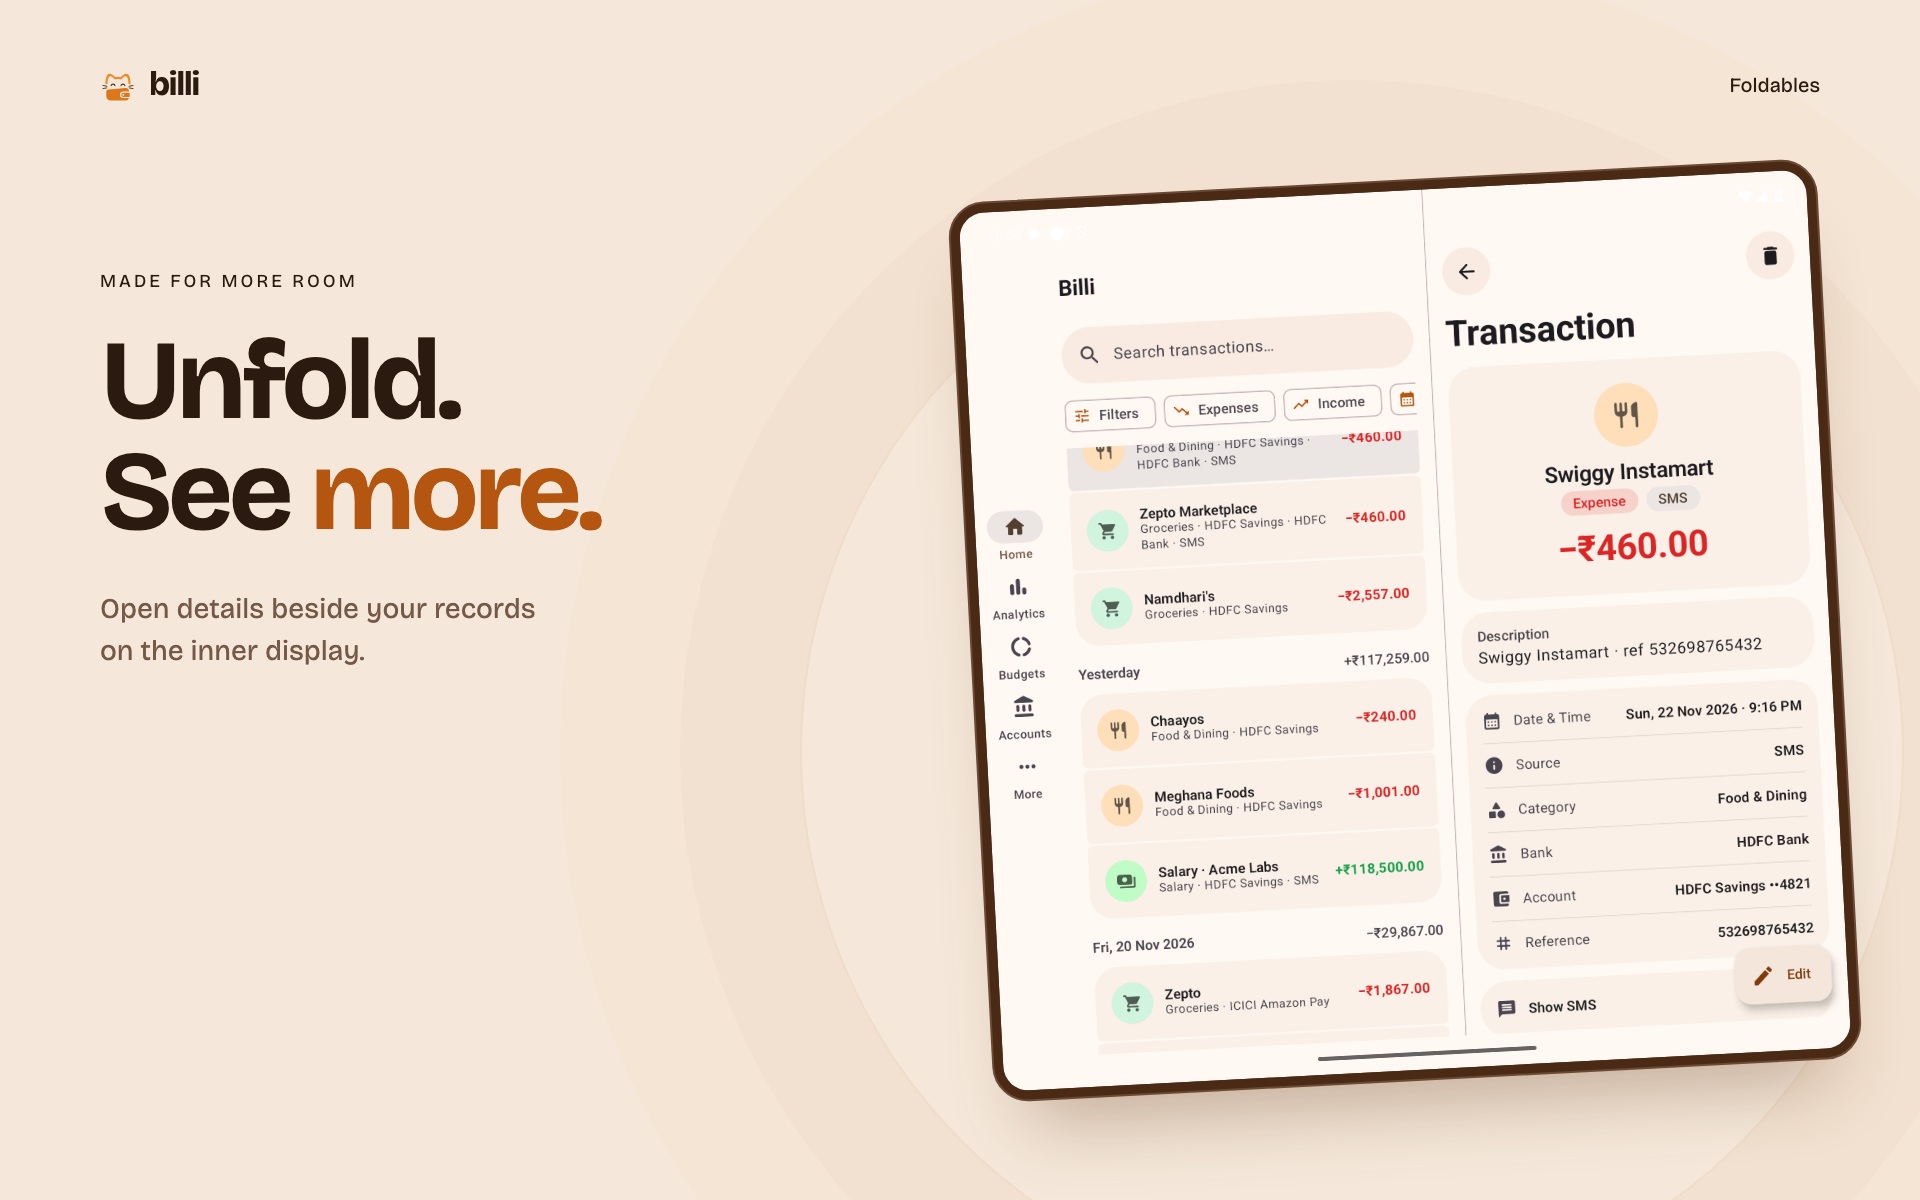 billi
Foldables
MADE FOR MORE ROOM
Unfold.
See more.
Open details beside your records
on the inner display.
Billi
Search transactions...
Filters
Expenses
Income
Food & Dining · HDFC Savings ·
HDFC Bank · SMS
−₹460.00
Zepto Marketplace
Groceries · HDFC Savings · HDFC
Bank · SMS
−₹460.00
Namdhari's
Groceries · HDFC Savings
−₹2,557.00
Yesterday
+₹117,259.00
Chaayos
Food & Dining · HDFC Savings
−₹240.00
Meghana Foods
Food & Dining · HDFC Savings
−₹1,001.00
Salary · Acme Labs
Salary · HDFC Savings · SMS
+₹118,500.00
Fri, 20 Nov 2026
−₹29,867.00
Zepto
Groceries · ICICI Amazon Pay
−₹1,867.00
Home
Analytics
Budgets
Accounts
More
Transaction
Swiggy Instamart
Expense
SMS
−₹460.00
Description
Swiggy Instamart · ref 532698765432
Date & Time
Sun, 22 Nov 2026 · 9:16 PM
Source
SMS
Category
Food & Dining
Bank
HDFC Bank
Account
HDFC Savings ••4821
Reference
532698765432
Show SMS
Edit